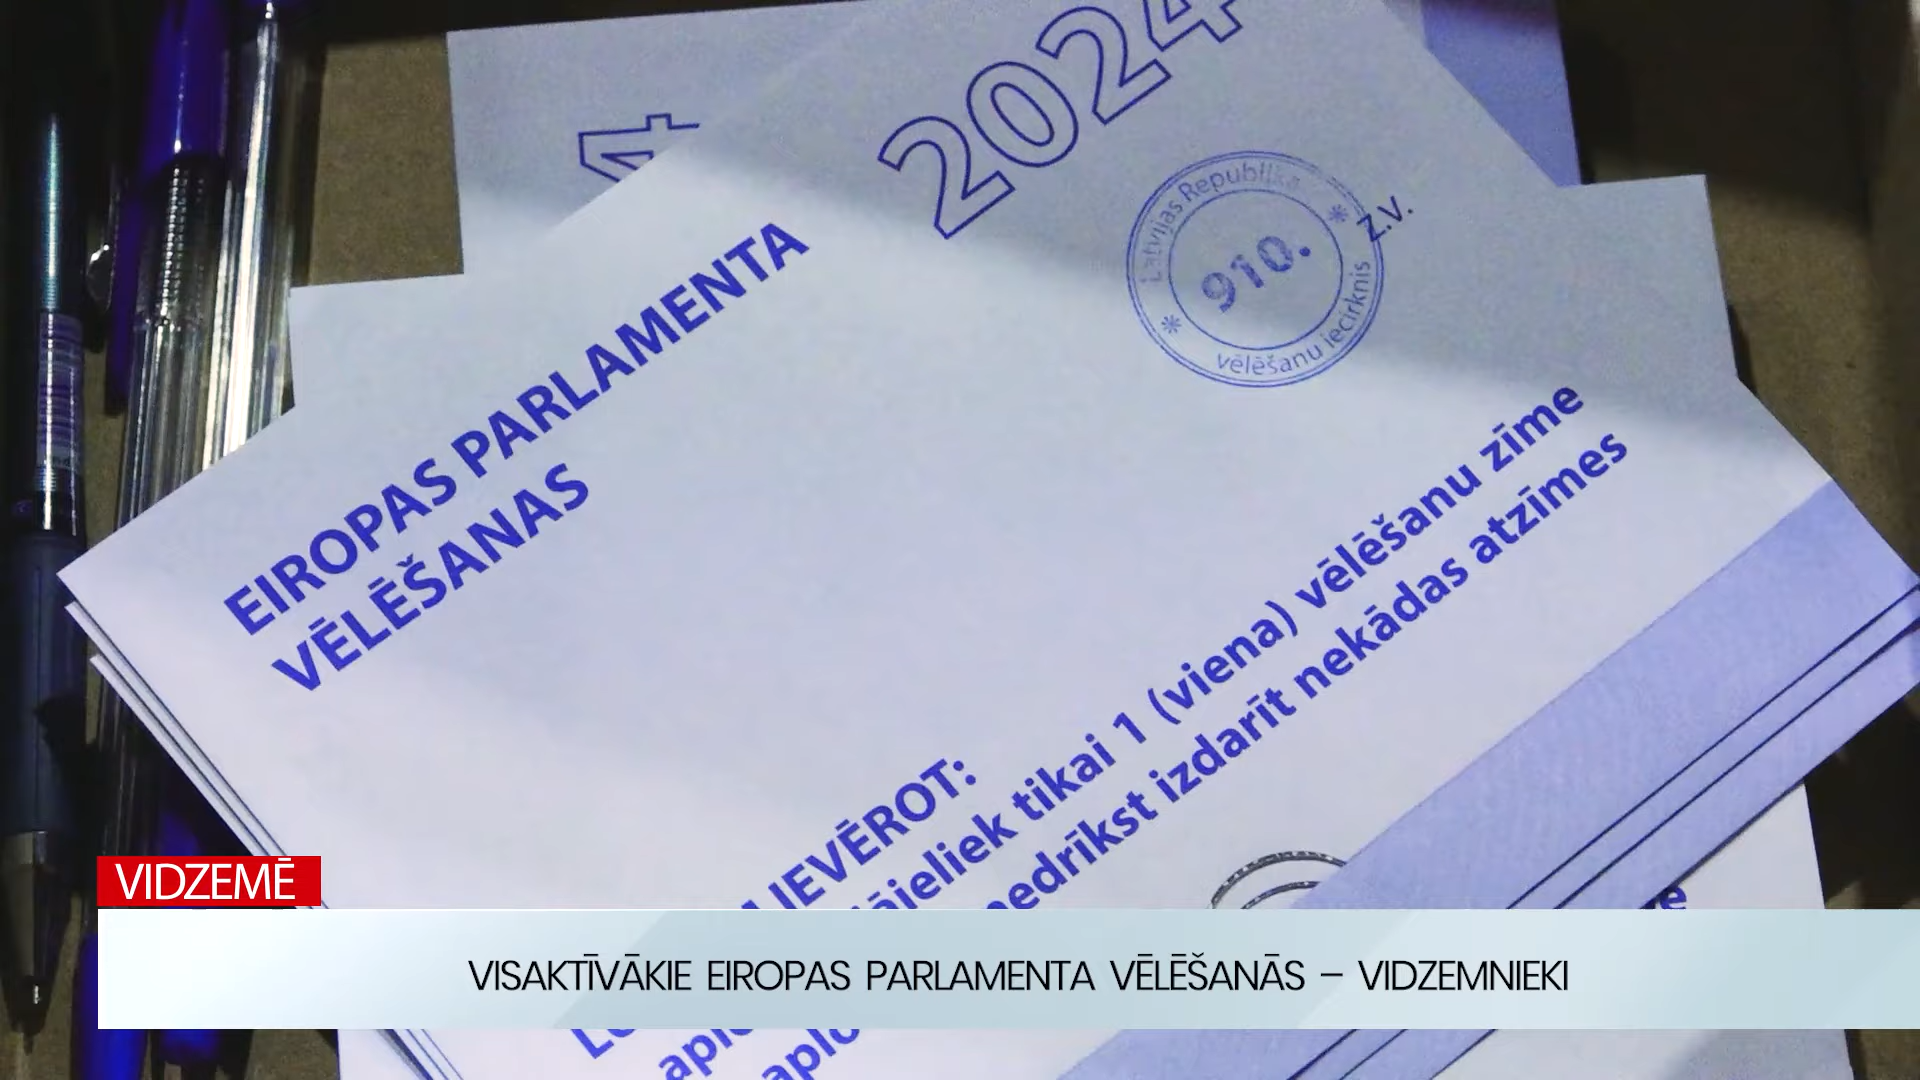 4
2024
Latvijas Republika
910.
vēlēšanu iecirknis
Z.V.
EIROPAS PARLAMENTA
VĒLĒŠANAS
IEVĒROT:
tikai 1 (viena) vēlēšanu zīme
nedrīkst izdarīt nekādas atzīmes
VIDZEMĒ
VISAKTĪVĀKIE EIROPAS PARLAMENTA VĒLĒŠANĀS – VIDZEMNIEKI